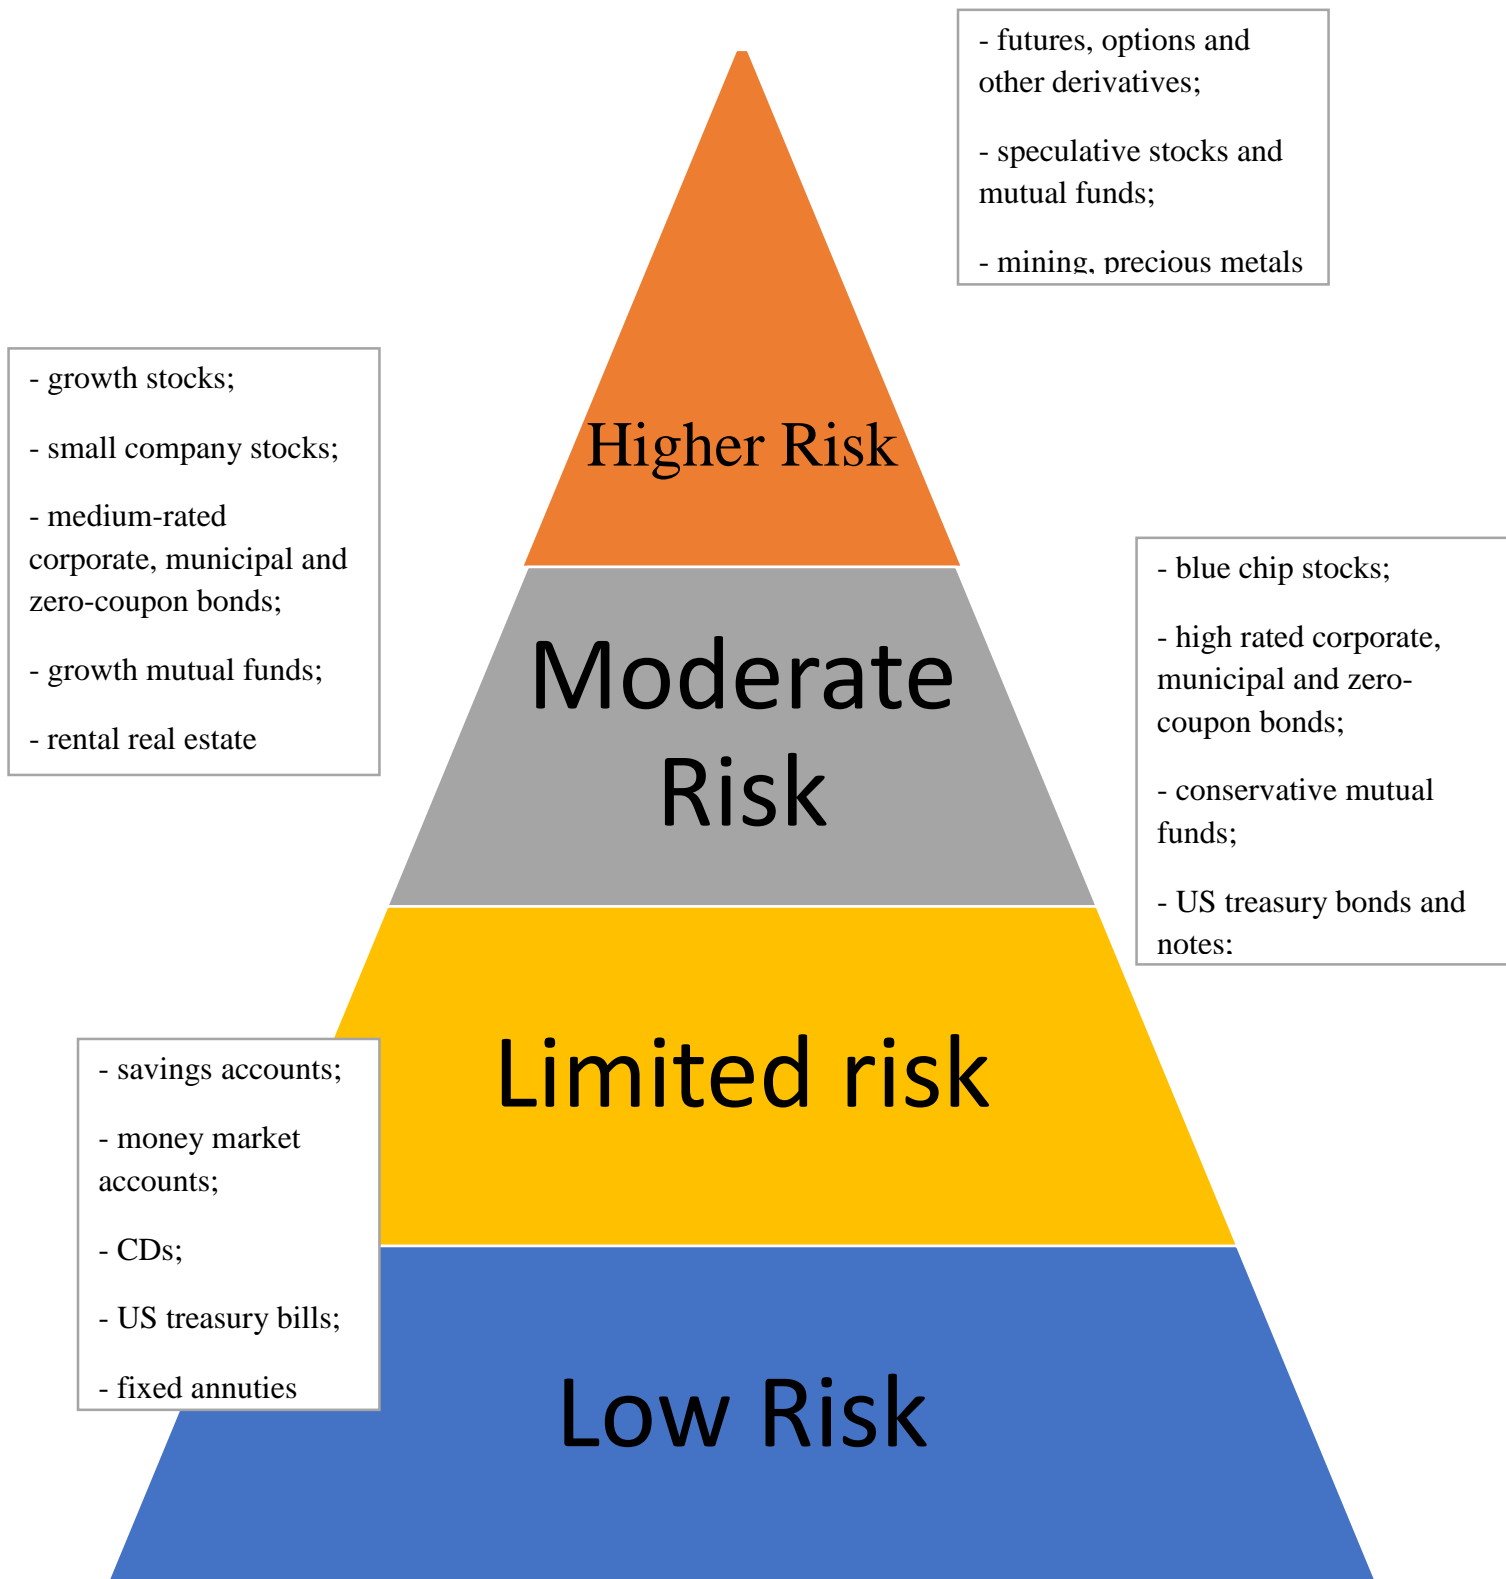 - futures, options and
other derivatives;
- speculative stocks and
mutual funds;
- mining, precious metals
Higher Risk
- growth stocks;
- small company stocks;
- medium-rated
corporate, municipal and
zero-coupon bonds;
- growth mutual funds;
- rental real estate
Moderate
Risk
- blue chip stocks;
- high rated corporate,
municipal and zero-
coupon bonds;
- conservative mutual
funds;
- US treasury bonds and
notes;
Limited risk
- savings accounts;
- money market
accounts;
- CDs;
- US treasury bills;
- fixed annuties
Low Risk